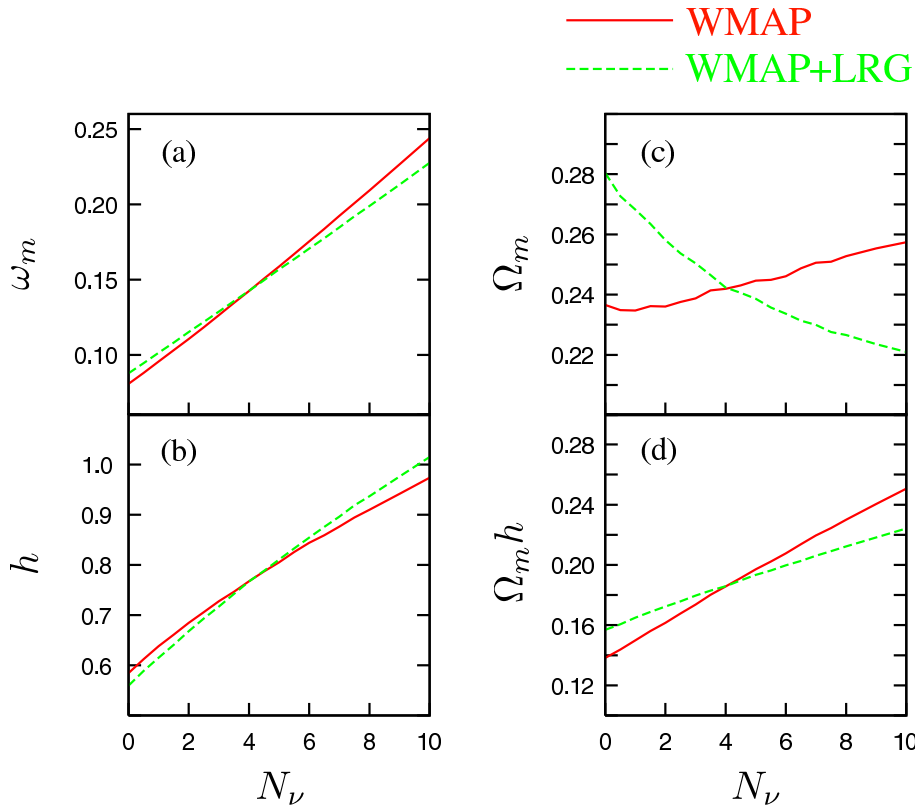 WMAP
WMAP+LRG
(a)
0.25
0.20
0.15
0.10
ω_m
(c)
0.28
0.26
0.24
0.22
Ω_m
(b)
1.0
0.9
0.8
0.7
0.6
h
0 2 4 6 8 10
N_ν
(d)
0.28
0.24
0.20
0.16
0.12
Ω_m h
0 2 4 6 8 10
N_ν